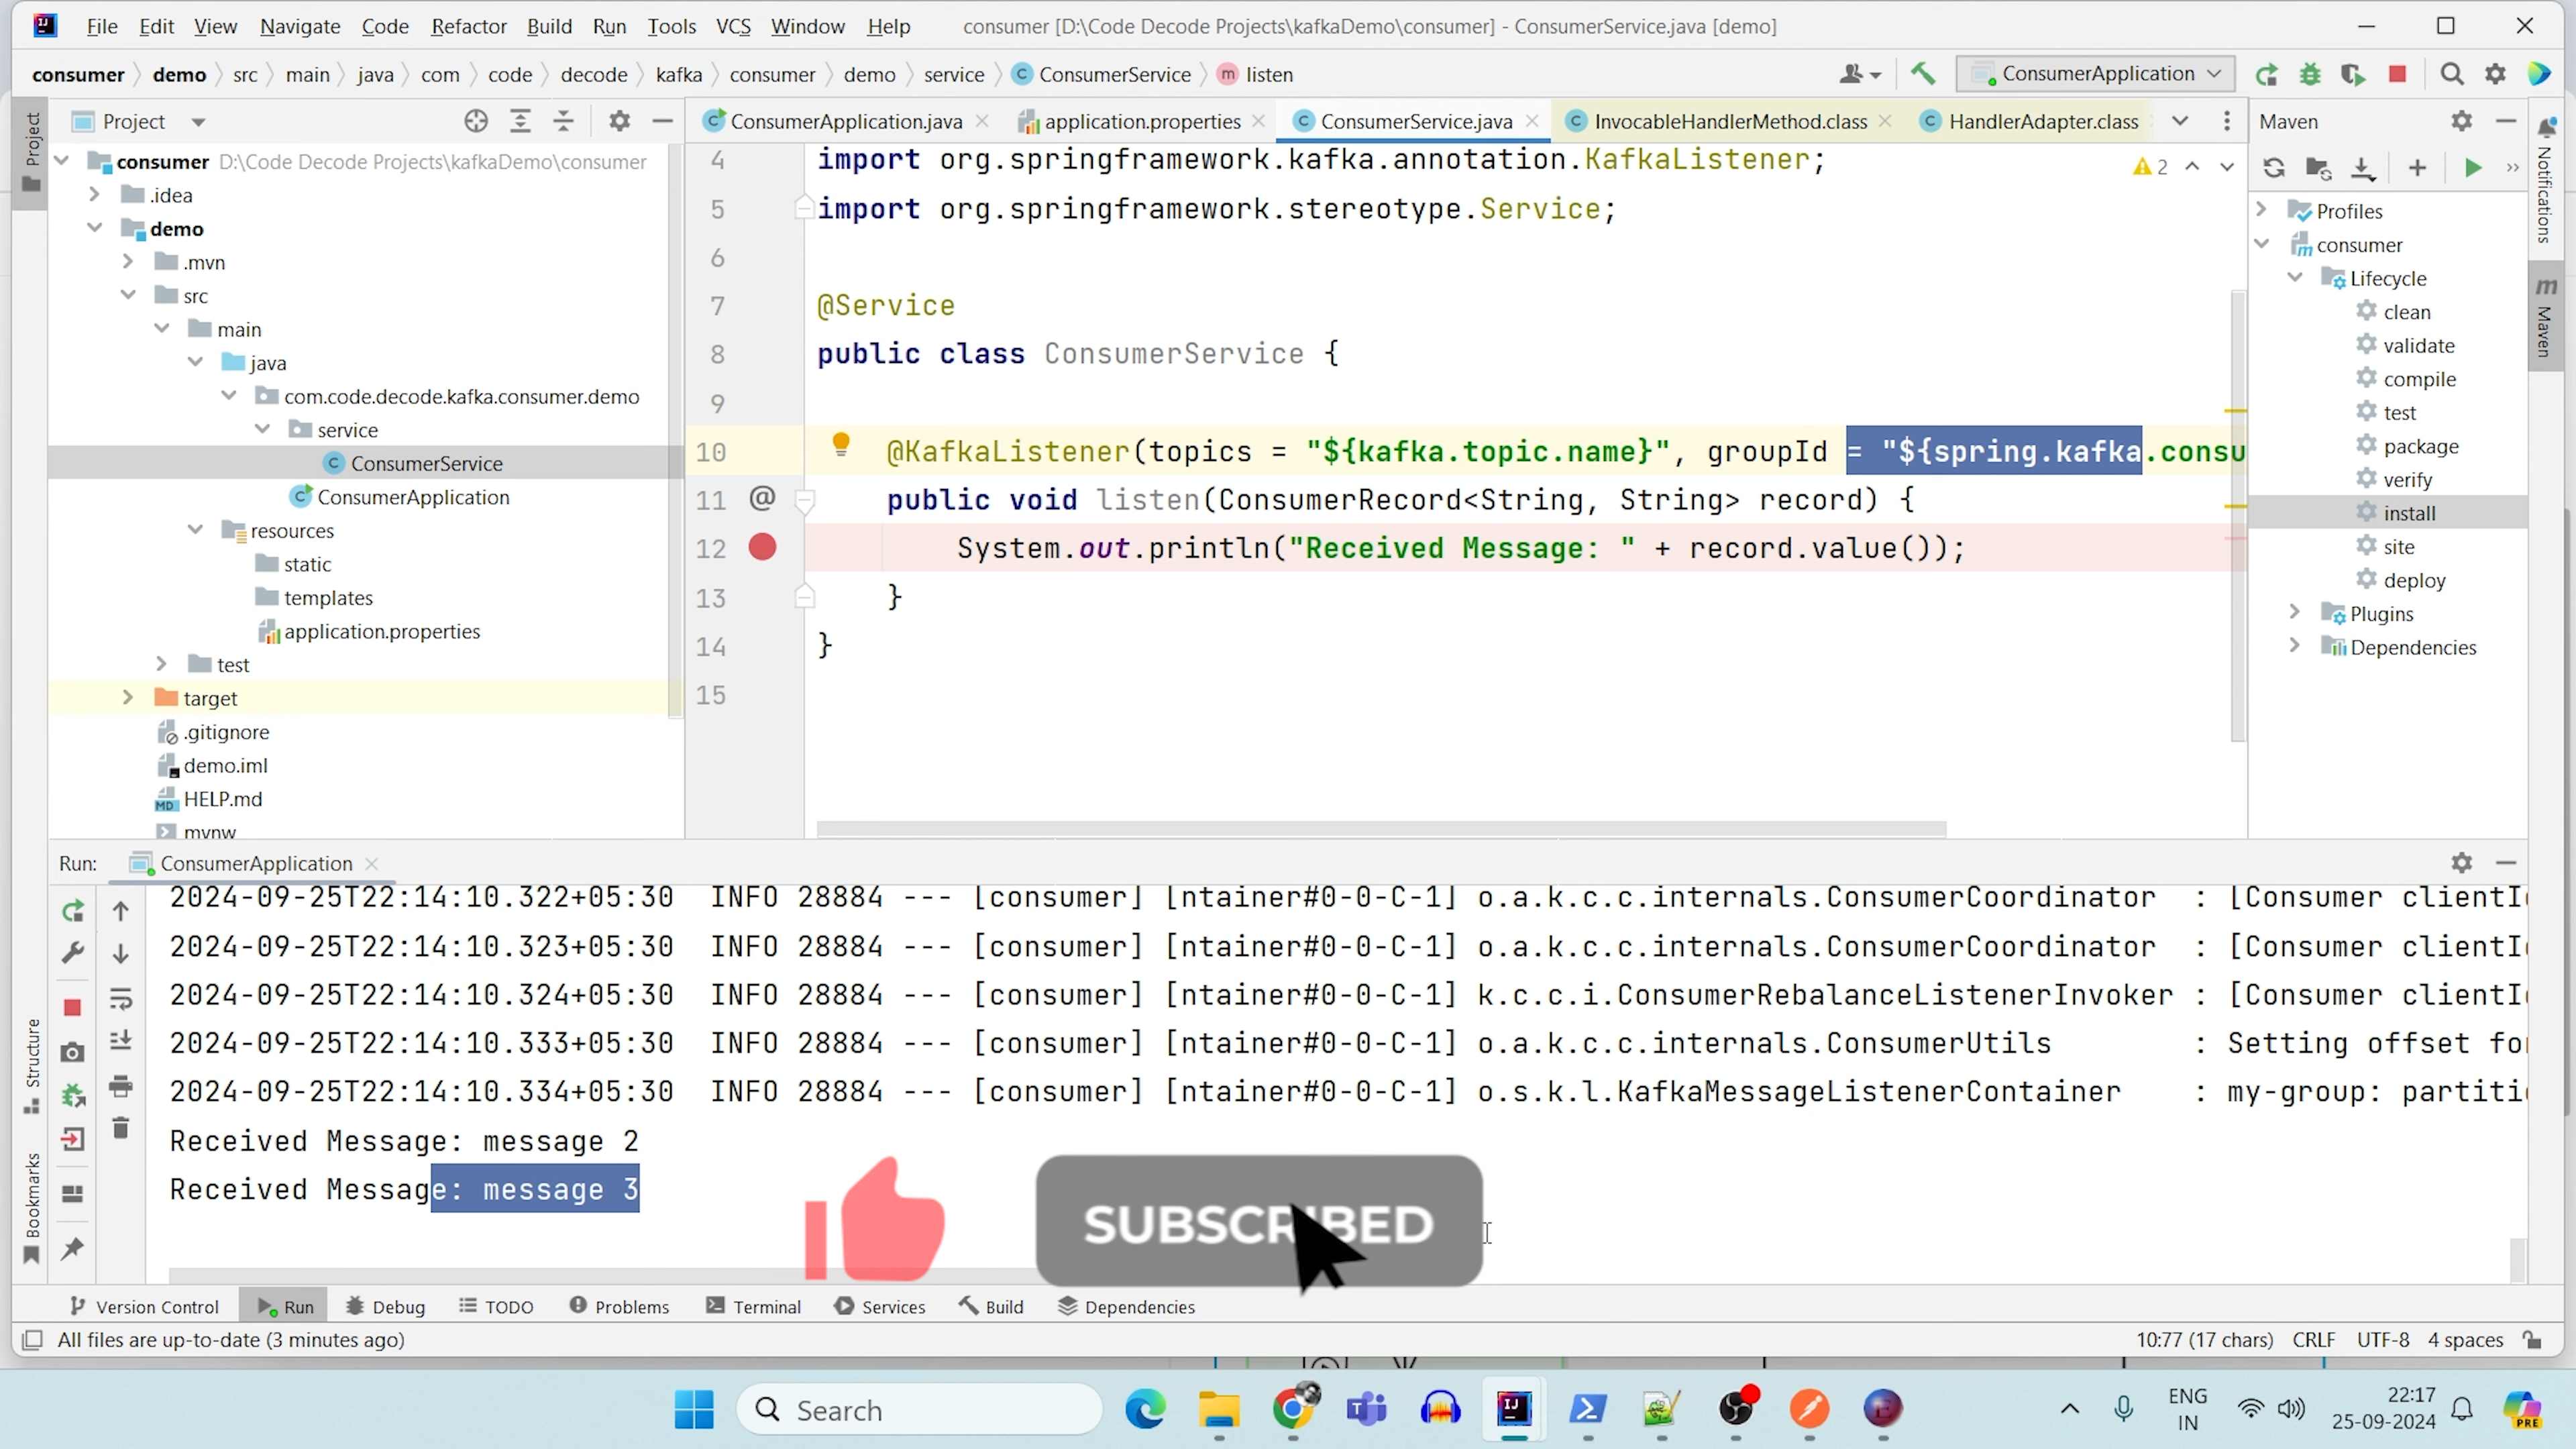 File Edit View Navigate Code Refactor Build Run Tools VCS Window Help consumer [D:\Code Decode Projects\kafkaDemo\consumer] - ConsumerService.java [demo]
consumer demo src main java com code decode kafka consumer demo service ConsumerService listen ConsumerApplication
Project
ConsumerApplication.java application.properties ConsumerService.java InvocableHandlerMethod.class HandlerAdapter.class
Maven
Project
Notifications
Maven
consumer D:\Code Decode Projects\kafkaDemo\consumer
.idea
demo
.mvn
src
main
java
com.code.decode.kafka.consumer.demo
service
ConsumerService
ConsumerApplication
resources
static
templates
application.properties
test
target
.gitignore
demo.iml
HELP.md
mvnw
4 import org.springframework.kafka.annotation.KafkaListener;
2
5 import org.springframework.stereotype.Service;
6
7 @Service
8 public class ConsumerService {
9
10 @KafkaListener(topics = "${kafka.topic.name}", groupId = "${spring.kafka.consu
11 @ public void listen(ConsumerRecord<String, String> record) {
12 System.out.println("Received Message: " + record.value());
13 }
14 }
15
Profiles
consumer
Lifecycle
clean
validate
compile
test
package
verify
install
site
deploy
Plugins
Dependencies
Run: ConsumerApplication
2024-09-25T22:14:10.322+05:30 INFO 28884 --- [consumer] [ntainer#0-0-C-1] o.a.k.c.c.internals.ConsumerCoordinator : [Consumer clientI
2024-09-25T22:14:10.323+05:30 INFO 28884 --- [consumer] [ntainer#0-0-C-1] o.a.k.c.c.internals.ConsumerCoordinator : [Consumer clientI
2024-09-25T22:14:10.324+05:30 INFO 28884 --- [consumer] [ntainer#0-0-C-1] k.c.c.i.ConsumerRebalanceListenerInvoker : [Consumer clientI
2024-09-25T22:14:10.333+05:30 INFO 28884 --- [consumer] [ntainer#0-0-C-1] o.a.k.c.c.internals.ConsumerUtils : Setting offset fo
2024-09-25T22:14:10.334+05:30 INFO 28884 --- [consumer] [ntainer#0-0-C-1] o.s.k.l.KafkaMessageListenerContainer : my-group: partiti
Received Message: message 2
Received Message: message 3
SUBSCRIBED
Structure
Bookmarks
Version Control Run Debug TODO Problems Terminal Services Build Dependencies
All files are up-to-date (3 minutes ago) 10:77 (17 chars) CRLF UTF-8 4 spaces
Search
ENG
IN
22:17
25-09-2024
PRE